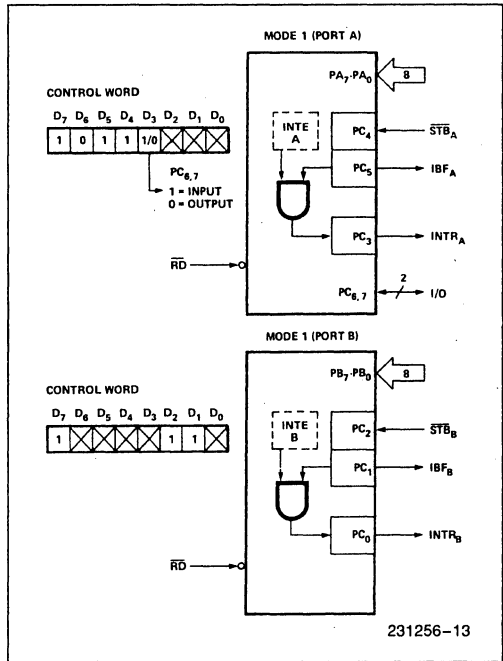 MODE 1 (PORT A)
PA7-PA0 8
CONTROL WORD
D7 D6 D5 D4 D3 D2 D1 D0
1 0 1 1 1/0
PC6,7
1 = INPUT
0 = OUTPUT
INTE
A
PC4 STBA
PC5 IBFA
PC3 INTRA
RD
2
PC6,7 I/O
MODE 1 (PORT B)
PB7-PB0 8
CONTROL WORD
D7 D6 D5 D4 D3 D2 D1 D0
1 1 1
INTE
B
PC2 STBB
PC1 IBFB
PC0 INTRB
RD
231256-13